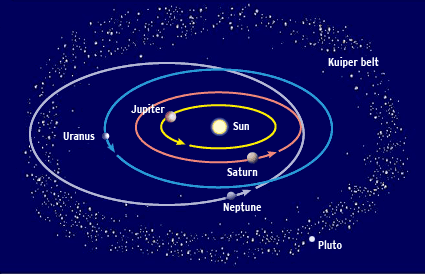 Kuiper belt
Jupiter
Sun
Uranus
Saturn
Neptune
Pluto